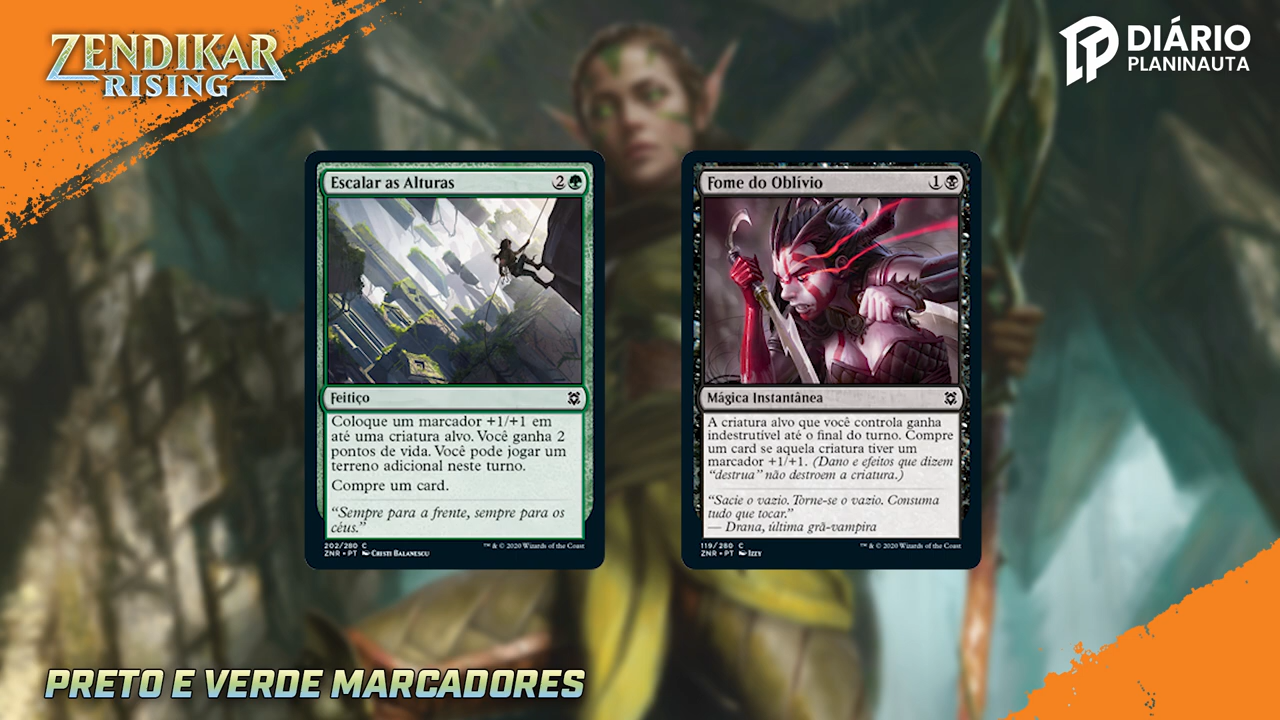 ZENDIKAR
RISING
DIÁRIO
PLANINAUTA
Escalar as Alturas 2
Feitiço
Coloque um marcador +1/+1 em
até uma criatura alvo. Você ganha 2
pontos de vida. Você pode jogar um
terreno adicional neste turno.
Compre um card.
“Sempre para a frente, sempre para os
céus.”
202/280 C
ZNR • PT Cristi Balanescu
™ & © 2020 Wizards of the Coast
Fome do Oblívio 1
Mágica Instantânea
A criatura alvo que você controla ganha
indestrutível até o final do turno. Compre
um card se aquela criatura tiver um
marcador +1/+1. (Dano e efeitos que dizem
“destrua” não destroem a criatura.)
“Sacie o vazio. Torne-se o vazio. Consuma
tudo que tocar.”
— Drana, última grã-vampira
119/280 C
ZNR • PT Izzy
™ & © 2020 Wizards of the Coast
PRETO E VERDE MARCADORES